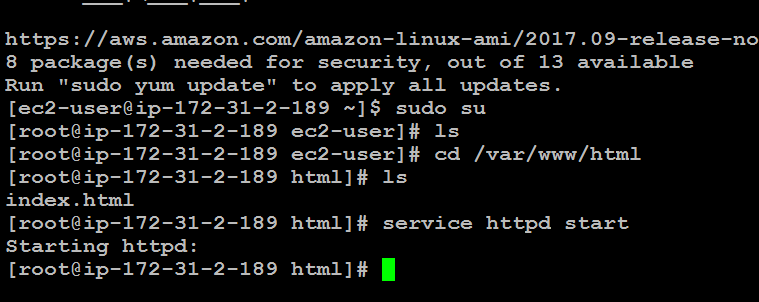 https://aws.amazon.com/amazon-linux-ami/2017.09-release-no
8 package(s) needed for security, out of 13 available
Run "sudo yum update" to apply all updates.
[ec2-user@ip-172-31-2-189 ~]$ sudo su
[root@ip-172-31-2-189 ec2-user]# ls
[root@ip-172-31-2-189 ec2-user]# cd /var/www/html
[root@ip-172-31-2-189 html]# ls
index.html
[root@ip-172-31-2-189 html]# service httpd start
Starting httpd:
[root@ip-172-31-2-189 html]#